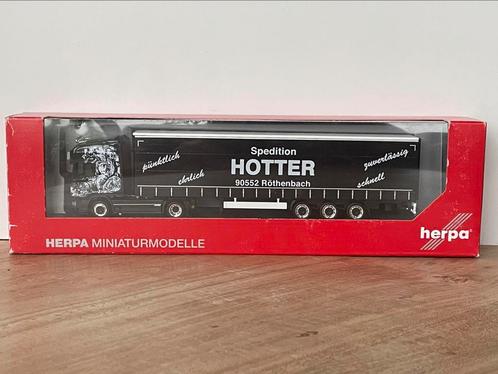 Spedition
HOTTER
90552 Röthenbach
pünktlich
ehrlich
zuverlässig
schnell
HERPA MINIATURMODELLE
herpa